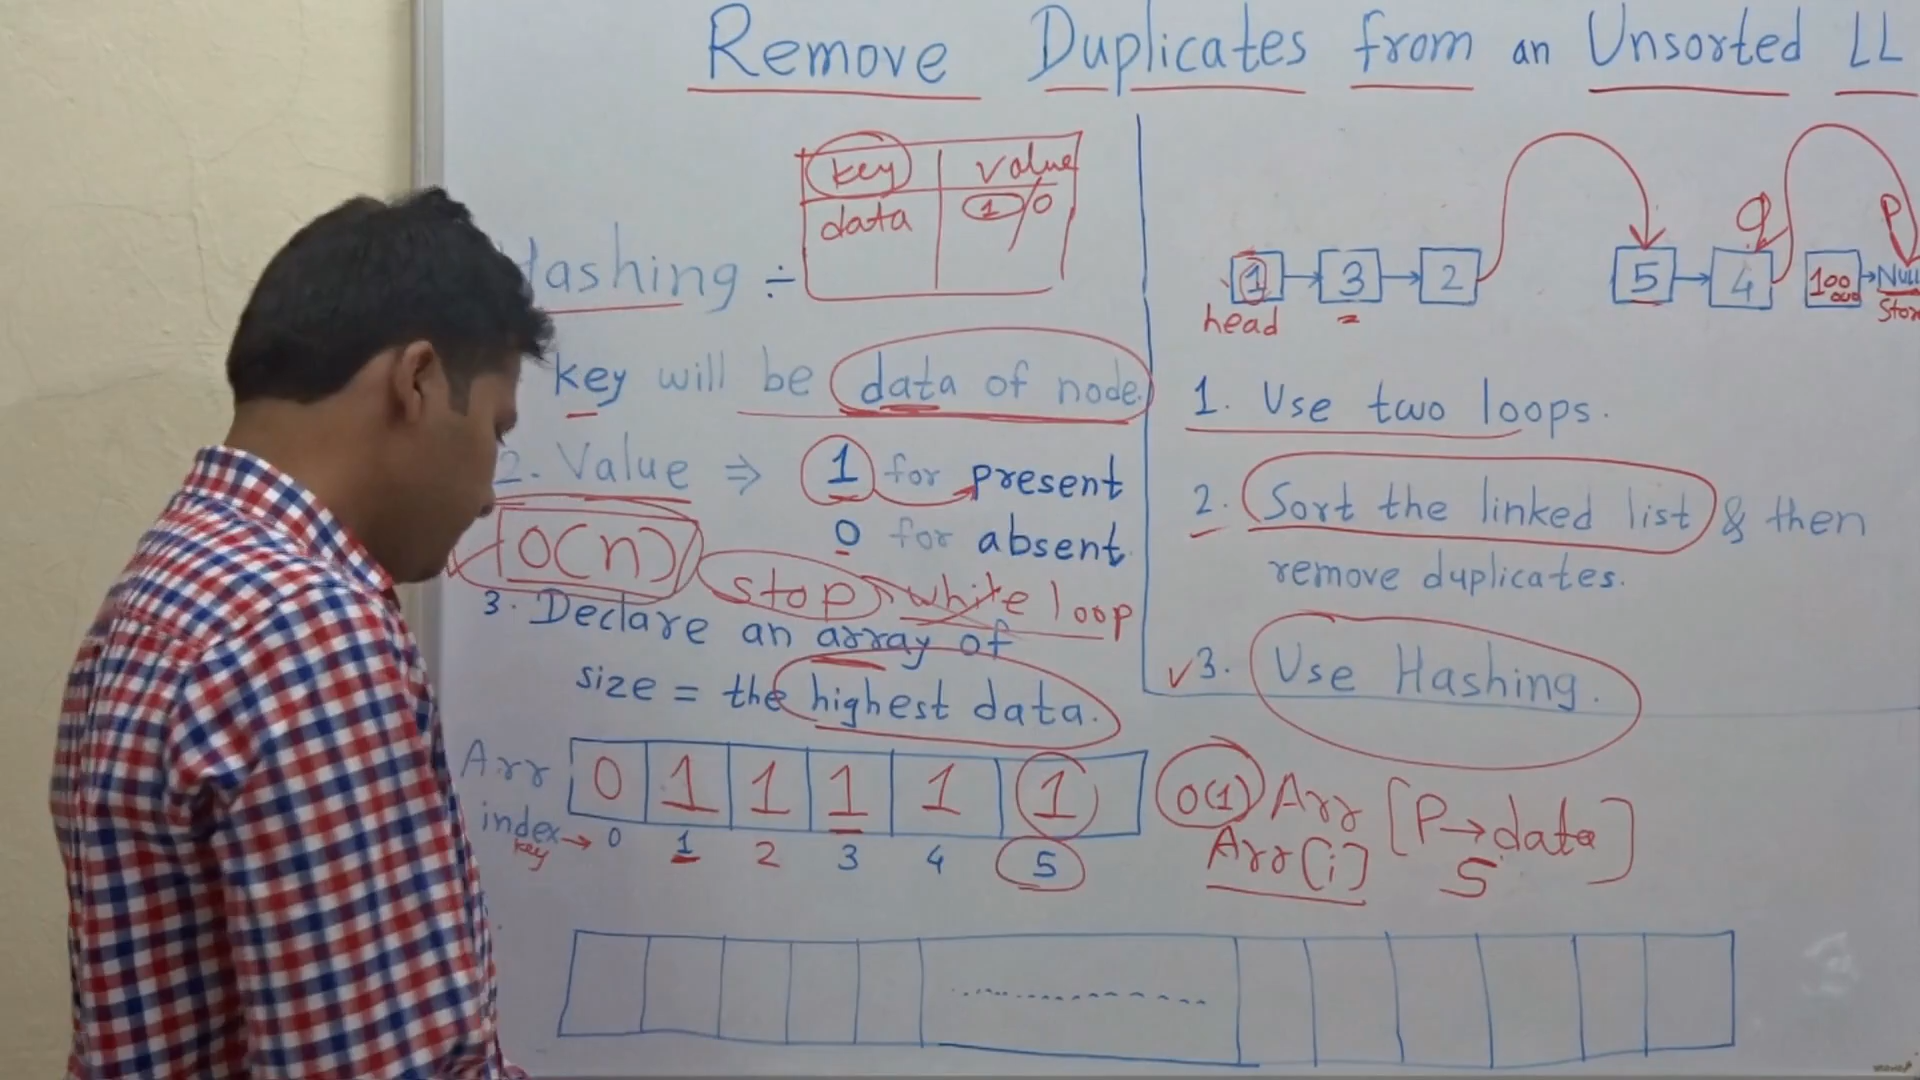 Remove Duplicates from an Unsorted LL
key value
data 1/0
Hashing ÷
key will be data of node.
2. Value ⇒ 1 for present
0 for absent.
O(n) stop while loop
3. Declare an array of
size = the highest data.
Arr 0 1 1 1 1 1
index→ 0 1 2 3 4 5
key
O(1) Arr [P→data]
Arr[i] 5
q P
1 → 3 → 2 5 → 4 100 → Null
head
1. Use two loops.
2. Sort the linked list & then
remove duplicates.
✓3. Use Hashing.